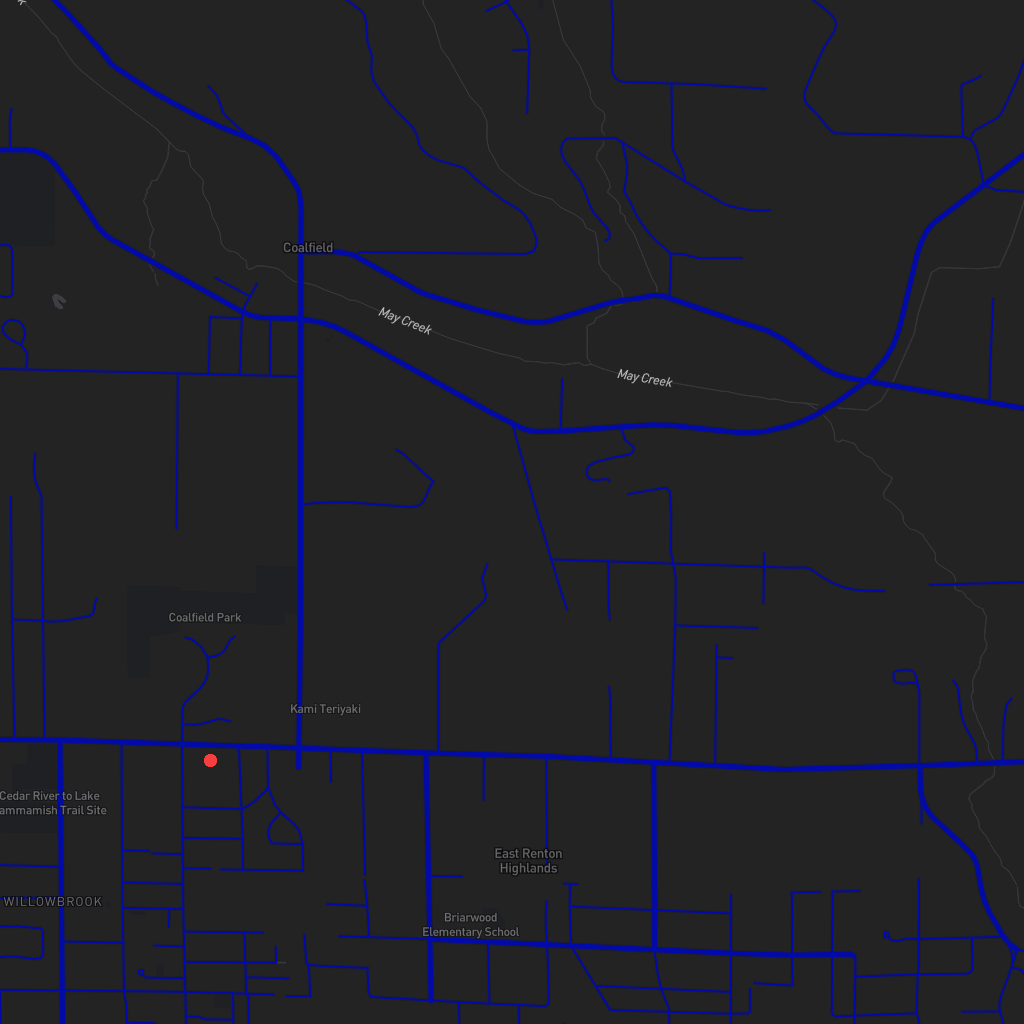 Coalfield
May Creek
May Creek
Coalfield Park
Kami Teriyaki
Cedar River to Lake
ammamish Trail Site
East Renton
Highlands
WILLOWBROOK
Briarwood
Elementary School